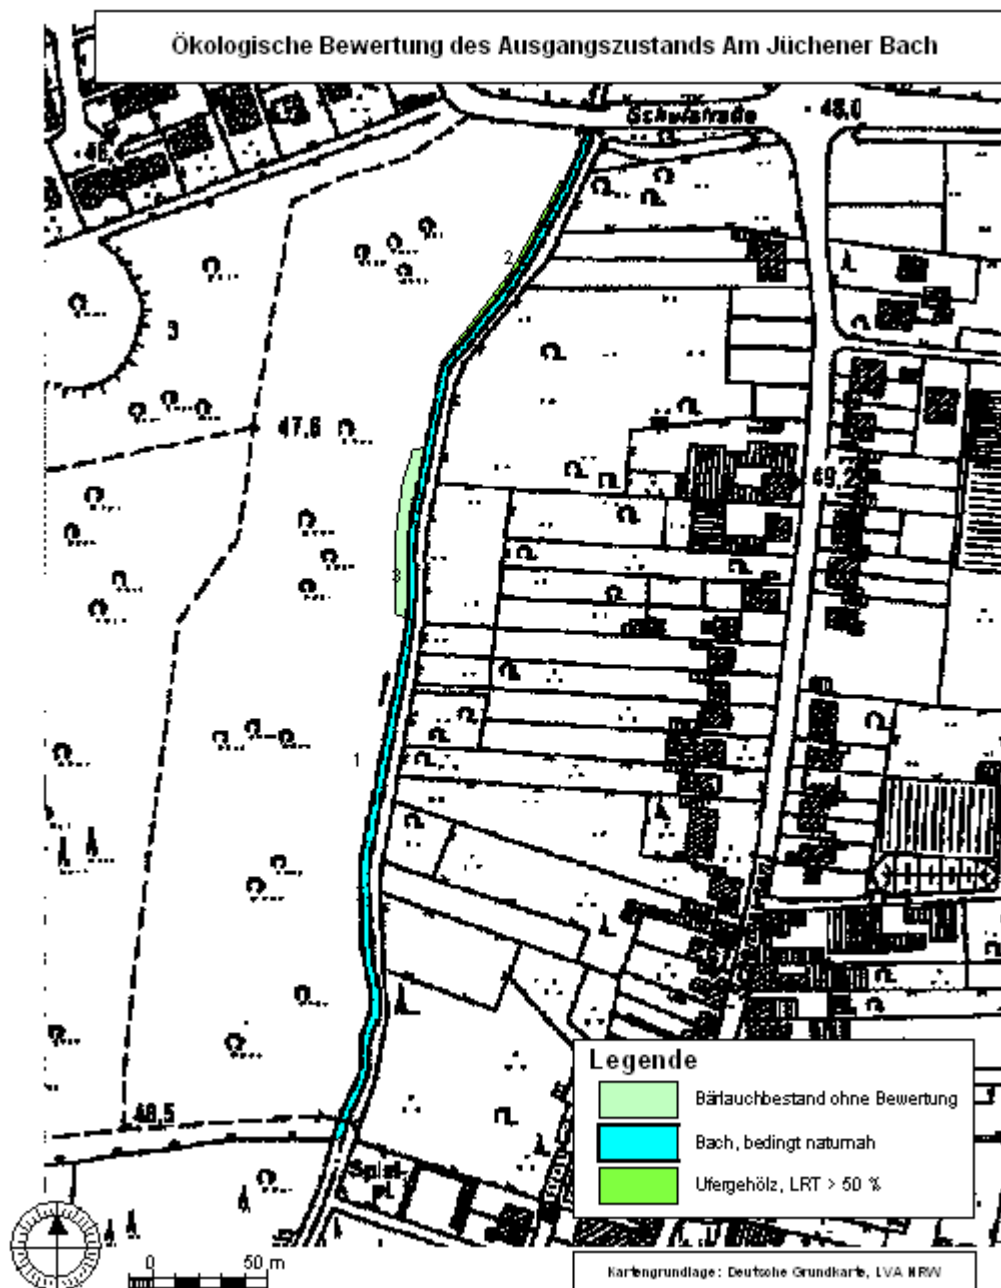 Ökologische Bewertung des Ausgangszustands Am Jüchener Bach
Schulstraße
48,0
2
3
47,6
49,2
3
1
48,5
Spiel-
pl.
Legende
Bärlauchbestand ohne Bewertung
Bach, bedingt naturnah
Ufergehölz, LRT > 50 %
0 50 m
Kartengrundlage: Deutsche Grundkarte, LVA NRW